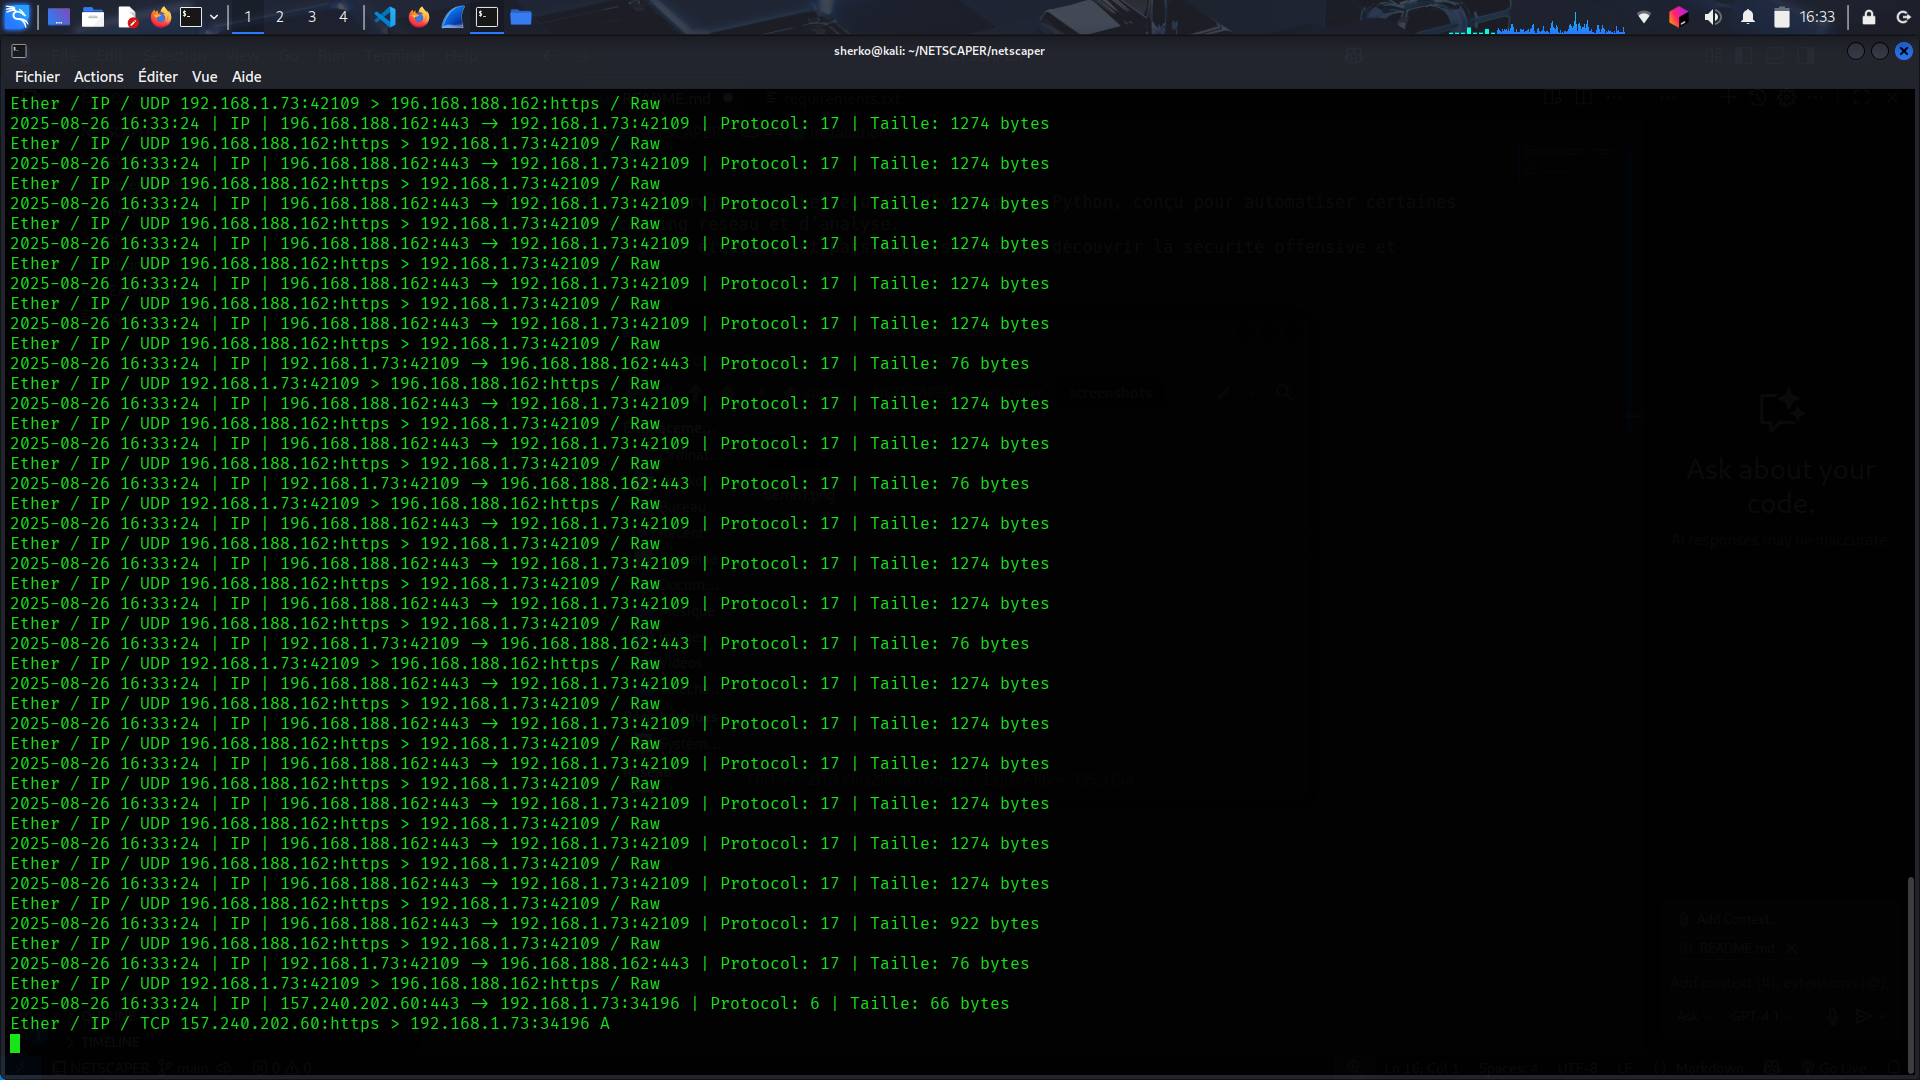 1 2 3 4 16:33
sherko@kali: ~/NETSCAPER/netscaper
Fichier Actions Éditer Vue Aide
Ether / IP / UDP 192.168.1.73:42109 > 196.168.188.162:https / Raw
2025-08-26 16:33:24 | IP | 196.168.188.162:443 → 192.168.1.73:42109 | Protocol: 17 | Taille: 1274 bytes
Ether / IP / UDP 196.168.188.162:https > 192.168.1.73:42109 / Raw
2025-08-26 16:33:24 | IP | 196.168.188.162:443 → 192.168.1.73:42109 | Protocol: 17 | Taille: 1274 bytes
Ether / IP / UDP 196.168.188.162:https > 192.168.1.73:42109 / Raw
2025-08-26 16:33:24 | IP | 196.168.188.162:443 → 192.168.1.73:42109 | Protocol: 17 | Taille: 1274 bytes
Ether / IP / UDP 196.168.188.162:https > 192.168.1.73:42109 / Raw
2025-08-26 16:33:24 | IP | 196.168.188.162:443 → 192.168.1.73:42109 | Protocol: 17 | Taille: 1274 bytes
Ether / IP / UDP 196.168.188.162:https > 192.168.1.73:42109 / Raw
2025-08-26 16:33:24 | IP | 196.168.188.162:443 → 192.168.1.73:42109 | Protocol: 17 | Taille: 1274 bytes
Ether / IP / UDP 196.168.188.162:https > 192.168.1.73:42109 / Raw
2025-08-26 16:33:24 | IP | 196.168.188.162:443 → 192.168.1.73:42109 | Protocol: 17 | Taille: 1274 bytes
Ether / IP / UDP 196.168.188.162:https > 192.168.1.73:42109 / Raw
2025-08-26 16:33:24 | IP | 192.168.1.73:42109 → 196.168.188.162:443 | Protocol: 17 | Taille: 76 bytes
Ether / IP / UDP 192.168.1.73:42109 > 196.168.188.162:https / Raw
2025-08-26 16:33:24 | IP | 196.168.188.162:443 → 192.168.1.73:42109 | Protocol: 17 | Taille: 1274 bytes
Ether / IP / UDP 196.168.188.162:https > 192.168.1.73:42109 / Raw
2025-08-26 16:33:24 | IP | 196.168.188.162:443 → 192.168.1.73:42109 | Protocol: 17 | Taille: 1274 bytes
Ether / IP / UDP 196.168.188.162:https > 192.168.1.73:42109 / Raw
2025-08-26 16:33:24 | IP | 192.168.1.73:42109 → 196.168.188.162:443 | Protocol: 17 | Taille: 76 bytes
Ether / IP / UDP 192.168.1.73:42109 > 196.168.188.162:https / Raw
2025-08-26 16:33:24 | IP | 196.168.188.162:443 → 192.168.1.73:42109 | Protocol: 17 | Taille: 1274 bytes
Ether / IP / UDP 196.168.188.162:https > 192.168.1.73:42109 / Raw
2025-08-26 16:33:24 | IP | 196.168.188.162:443 → 192.168.1.73:42109 | Protocol: 17 | Taille: 1274 bytes
Ether / IP / UDP 196.168.188.162:https > 192.168.1.73:42109 / Raw
2025-08-26 16:33:24 | IP | 196.168.188.162:443 → 192.168.1.73:42109 | Protocol: 17 | Taille: 1274 bytes
Ether / IP / UDP 196.168.188.162:https > 192.168.1.73:42109 / Raw
2025-08-26 16:33:24 | IP | 192.168.1.73:42109 → 196.168.188.162:443 | Protocol: 17 | Taille: 76 bytes
Ether / IP / UDP 192.168.1.73:42109 > 196.168.188.162:https / Raw
2025-08-26 16:33:24 | IP | 196.168.188.162:443 → 192.168.1.73:42109 | Protocol: 17 | Taille: 1274 bytes
Ether / IP / UDP 196.168.188.162:https > 192.168.1.73:42109 / Raw
2025-08-26 16:33:24 | IP | 196.168.188.162:443 → 192.168.1.73:42109 | Protocol: 17 | Taille: 1274 bytes
Ether / IP / UDP 196.168.188.162:https > 192.168.1.73:42109 / Raw
2025-08-26 16:33:24 | IP | 196.168.188.162:443 → 192.168.1.73:42109 | Protocol: 17 | Taille: 1274 bytes
Ether / IP / UDP 196.168.188.162:https > 192.168.1.73:42109 / Raw
2025-08-26 16:33:24 | IP | 196.168.188.162:443 → 192.168.1.73:42109 | Protocol: 17 | Taille: 1274 bytes
Ether / IP / UDP 196.168.188.162:https > 192.168.1.73:42109 / Raw
2025-08-26 16:33:24 | IP | 196.168.188.162:443 → 192.168.1.73:42109 | Protocol: 17 | Taille: 1274 bytes
Ether / IP / UDP 196.168.188.162:https > 192.168.1.73:42109 / Raw
2025-08-26 16:33:24 | IP | 196.168.188.162:443 → 192.168.1.73:42109 | Protocol: 17 | Taille: 1274 bytes
Ether / IP / UDP 196.168.188.162:https > 192.168.1.73:42109 / Raw
2025-08-26 16:33:24 | IP | 196.168.188.162:443 → 192.168.1.73:42109 | Protocol: 17 | Taille: 922 bytes
Ether / IP / UDP 196.168.188.162:https > 192.168.1.73:42109 / Raw
2025-08-26 16:33:24 | IP | 192.168.1.73:42109 → 196.168.188.162:443 | Protocol: 17 | Taille: 76 bytes
Ether / IP / UDP 192.168.1.73:42109 > 196.168.188.162:https / Raw
2025-08-26 16:33:24 | IP | 157.240.202.60:443 → 192.168.1.73:34196 | Protocol: 6 | Taille: 66 bytes
Ether / IP / TCP 157.240.202.60:https > 192.168.1.73:34196 A
requirements.txt
Python, conçu pour automatiser certaines
découvrir la sécurité offensive et
screenshots
Ask about your
code.
AI responses may be inaccurate
Add Context...
README.md
TIMELINE
NETSCAPER main
Ln 16, Col 1 Spaces: 4 UTF-8 LF Markdown Go Live